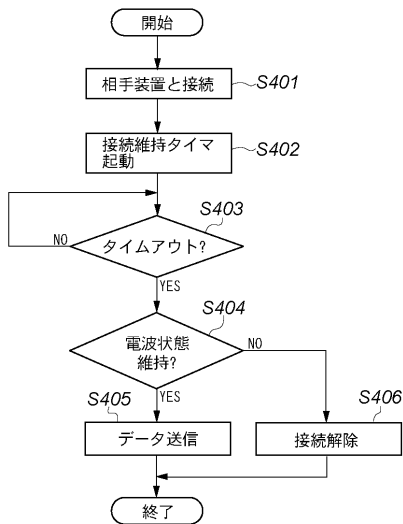 開始
相手装置と接続
S401
接続維持タイマ
起動
S402
S403
タイムアウト?
NO
YES
S404
電波状態
維持?
NO
YES
S405
データ送信
S406
接続解除
終了